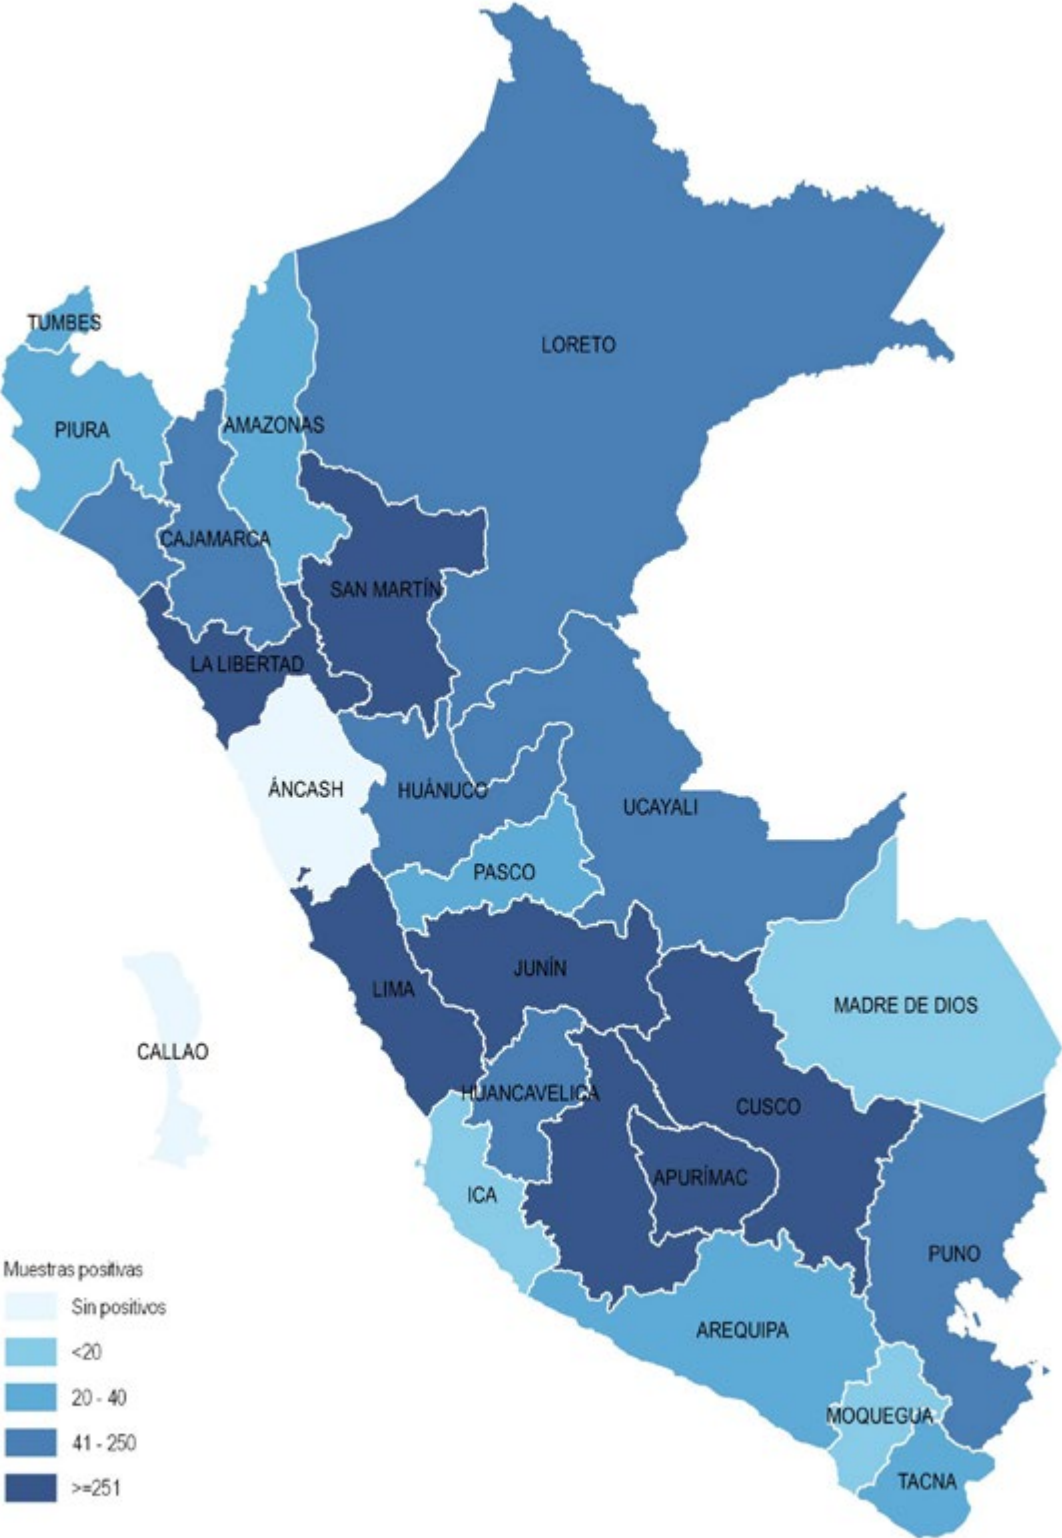 TUMBES
LORETO
PIURA
AMAZONAS
CAJAMARCA
SAN MARTÍN
LA LIBERTAD
ÁNCASH
HUÁNUCO
UCAYALI
PASCO
JUNÍN
LIMA
MADRE DE DIOS
CALLAO
HUANCAVELICA
CUSCO
APURÍMAC
ICA
PUNO
AREQUIPA
MOQUEGUA
TACNA
Muestras positivas
Sin positivos
<20
20 - 40
41 - 250
>=251